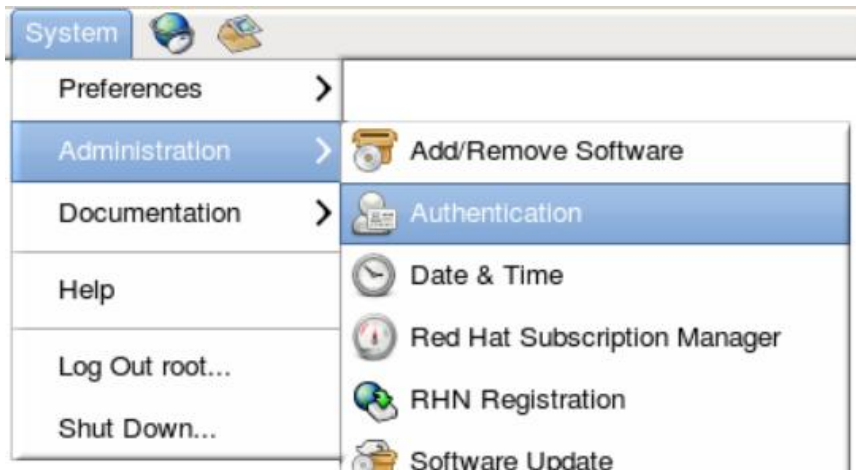 System
Preferences
Administration
Documentation
Help
Log Out root...
Shut Down...
Add/Remove Software
Authentication
Date & Time
Red Hat Subscription Manager
RHN Registration
Software Update